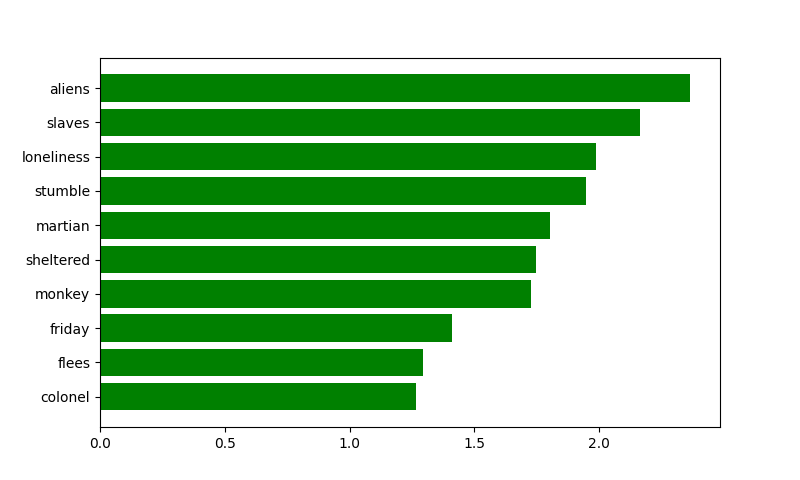 aliens
slaves
loneliness
stumble
martian
sheltered
monkey
friday
flees
colonel
0.0 0.5 1.0 1.5 2.0